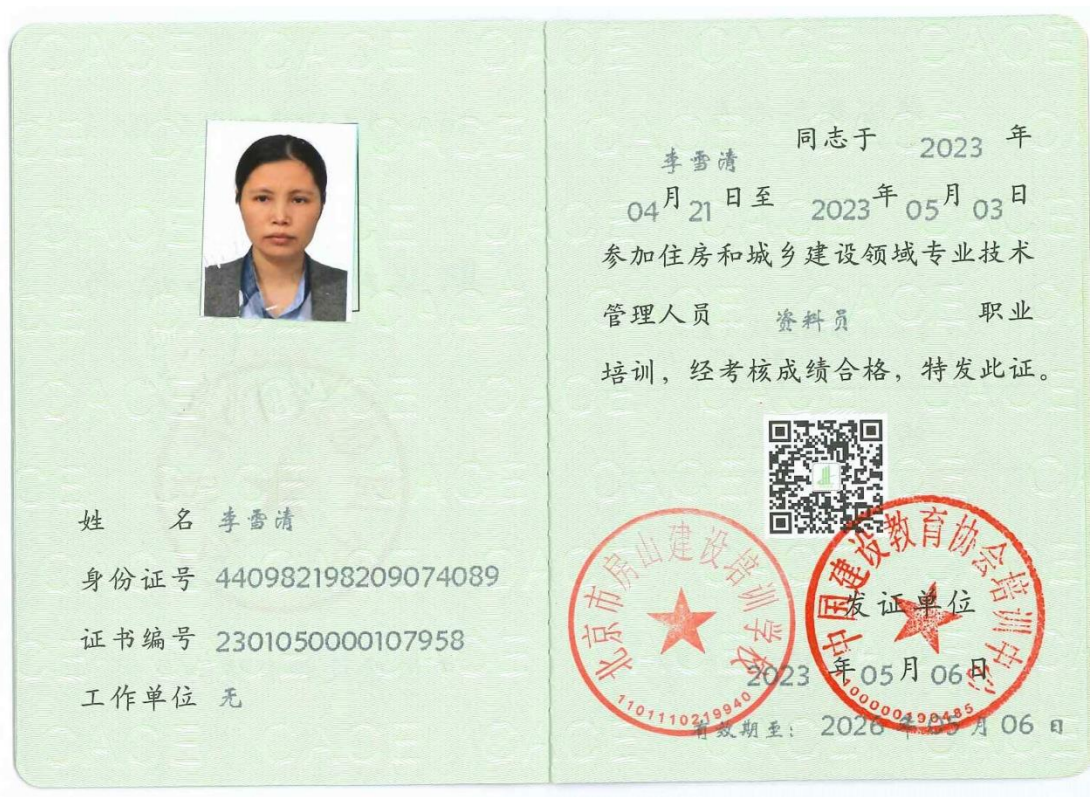 姓 名 李雪清
身份证号 440982198209074089
证书编号 2301050000107958
工作单位 无
李雪清 同志于 2023 年
04月 21 日至 2023年 05月 03日
参加住房和城乡建设领域专业技术
管理人员 资料员 职业
培训，经考核成绩合格，特发此证。
北京市房山建设培训学校
1101110219940
中国建设教育协会培训中心
发证单位
2023 年05月 06日
有效期至: 2026 年 05 月 06 日